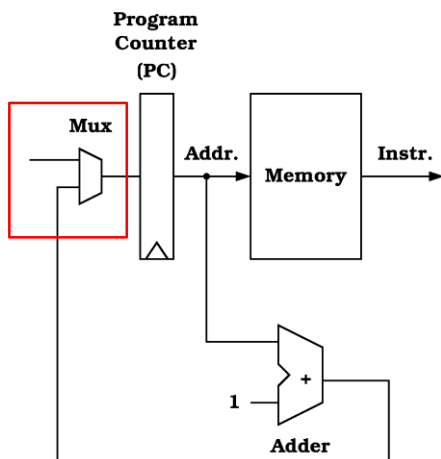 Program
Counter
(PC)
Mux
Addr.
Instr.
Memory
1
+
Adder